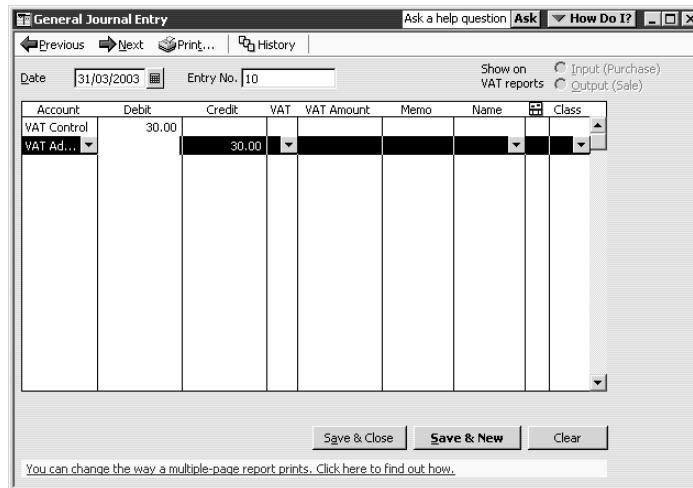 General Journal Entry Ask a help question Ask How Do I?
Previous Next Print... History
Date 31/03/2003 Entry No. 10 Show on VAT reports Input (Purchase) Output (Sale)
Account Debit Credit VAT VAT Amount Memo Name Class
VAT Control 30.00
VAT Ad... 30.00
Save & Close Save & New Clear
You can change the way a multiple-page report prints. Click here to find out how.